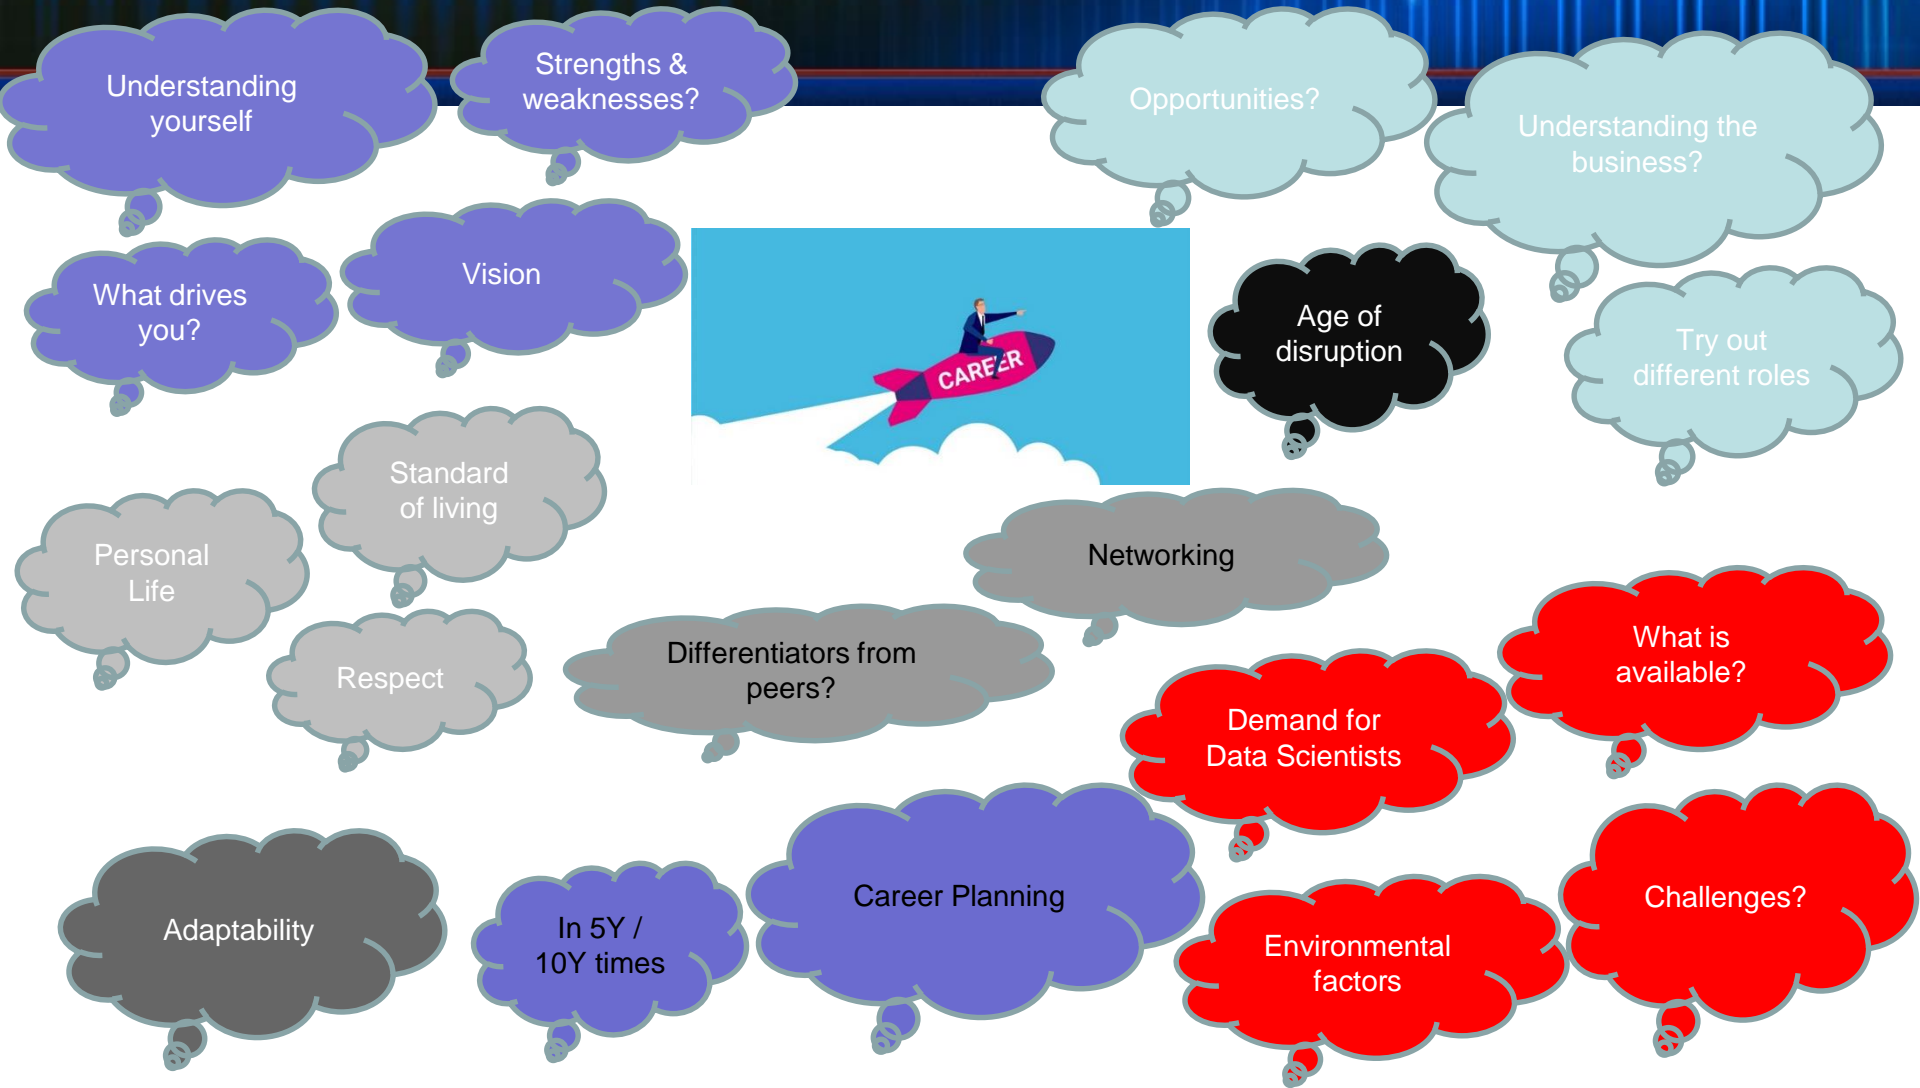 Understanding
yourself
Strengths &
weaknesses?
Opportunities?
Understanding the
business?
What drives
you?
Vision
Age of
disruption
Try out
different roles
CAREER
Standard
of living
Personal
Life
Networking
Respect
Differentiators from
peers?
What is
available?
Demand for
Data Scientists
Adaptability
In 5Y /
10Y times
Career Planning
Environmental
factors
Challenges?